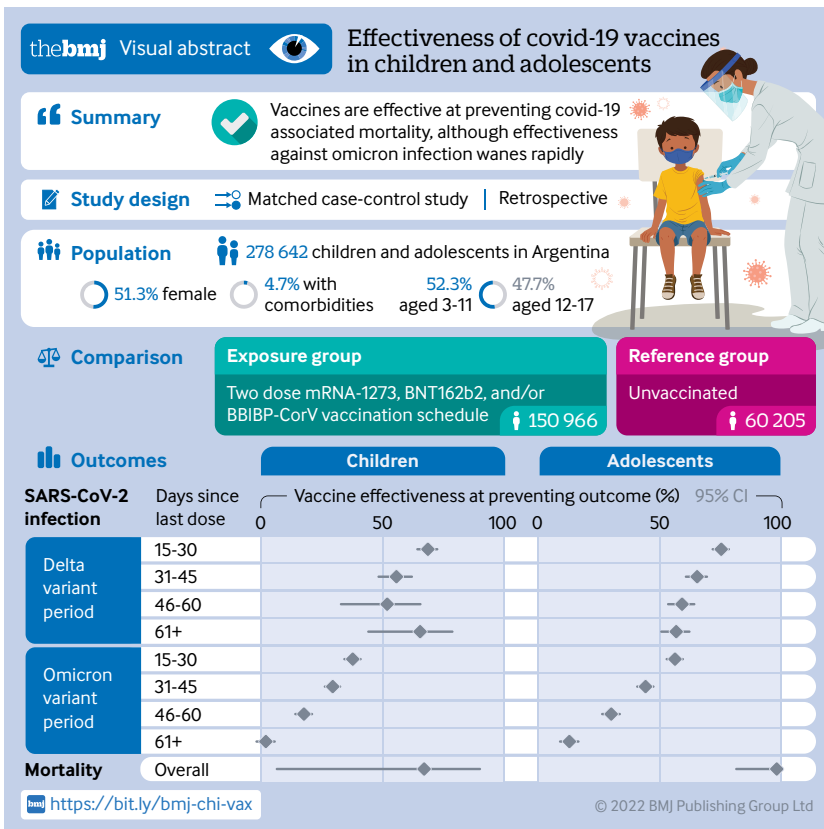 thebmj Visual abstract
Effectiveness of covid-19 vaccines
in children and adolescents
Summary
Vaccines are effective at preventing covid-19
associated mortality, although effectiveness
against omicron infection wanes rapidly
Study design
Matched case-control study | Retrospective
Population
278 642 children and adolescents in Argentina
51.3% female
4.7% with
comorbidities
52.3%
aged 3-11
47.7%
aged 12-17
Comparison
Exposure group
Two dose mRNA-1273, BNT162b2, and/or
BBIBP-CorV vaccination schedule
150 966
Reference group
Unvaccinated
60 205
Outcomes
Children
Adolescents
SARS-CoV-2
infection
Days since
last dose
Vaccine effectiveness at preventing outcome (%) 95% CI
0 50 100 0 50 100
Delta
variant
period
15-30
31-45
46-60
61+
Omicron
variant
period
15-30
31-45
46-60
61+
Mortality
Overall
bmj https://bit.ly/bmj-chi-vax
© 2022 BMJ Publishing Group Ltd